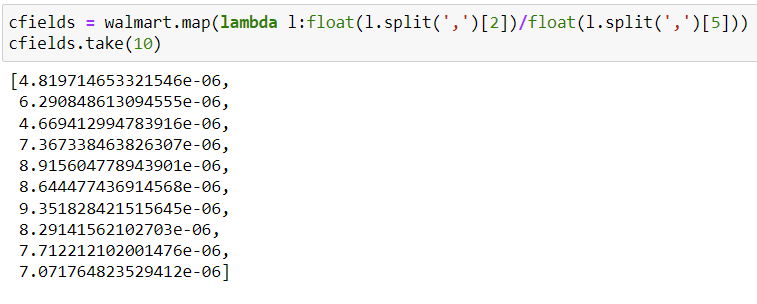 cfields = walmart.map(lambda l:float(l.split(',')[2])/float(l.split(',')[5]))
cfields.take(10)
[4.819714653321546e-06,
 6.290848613094555e-06,
 4.669412994783916e-06,
 7.367338463826307e-06,
 8.915604778943901e-06,
 8.644477436914568e-06,
 9.351828421515645e-06,
 8.29141562102703e-06,
 7.712212102001476e-06,
 7.071764823529412e-06]